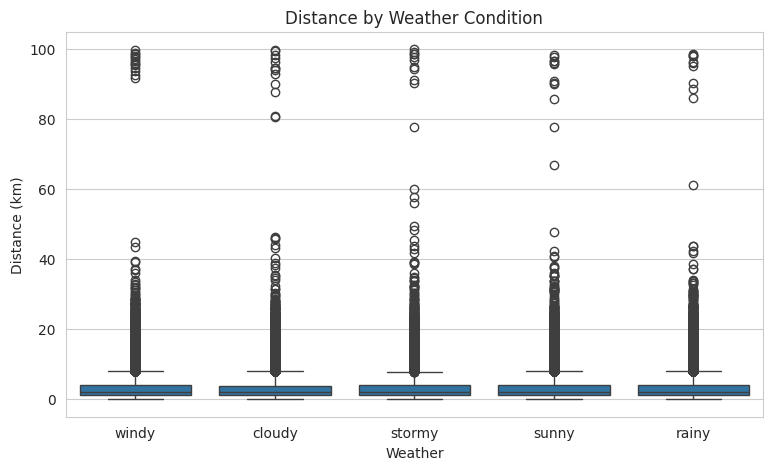 Distance by Weather Condition
Distance (km)
100
80
60
40
20
0
windy cloudy stormy sunny rainy
Weather